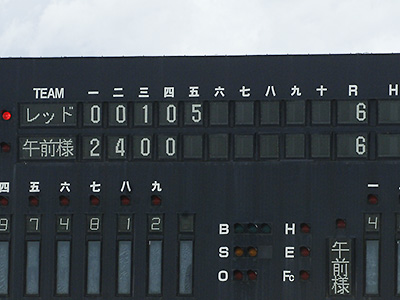 TEAM 一 二 三 四 五 六 七 八 九 十 R H
レッド 0 0 1 0 5 6
午前様 2 4 0 0 6
四 五 六 七 八 九 一
9 7 4 8 1 2 4
B H
S E
O Fc
午前様